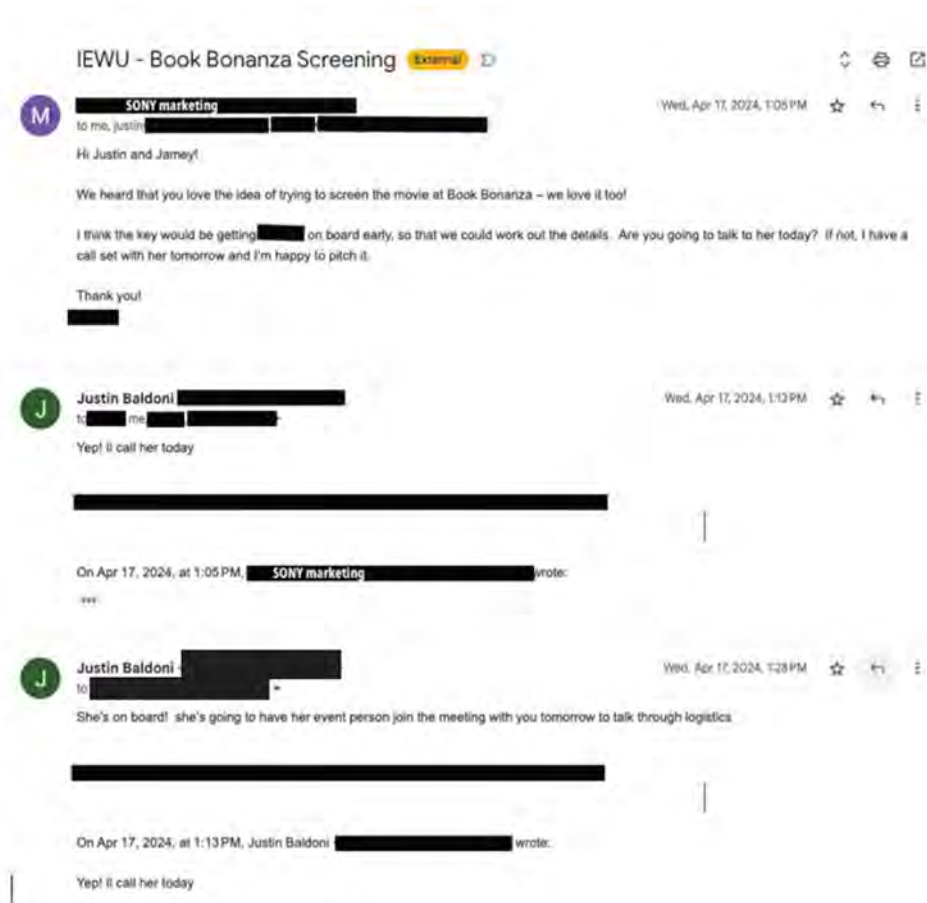 IEWU - Book Bonanza Screening External
M
SONY marketing
Wed, Apr 17, 2024, 1:05 PM
to me, justin
Hi Justin and Jamey!
We heard that you love the idea of trying to screen the movie at Book Bonanza – we love it too!
I think the key would be getting on board early, so that we could work out the details. Are you going to talk to her today? If not, I have a
call set with her tomorrow and I'm happy to pitch it.
Thank you!
J
Justin Baldoni
Wed, Apr 17, 2024, 1:13 PM
to me,
Yep! Il call her today
On Apr 17, 2024, at 1:05 PM, SONY marketing wrote:
J
Justin Baldoni
Wed, Apr 17, 2024, 1:28 PM
to
She's on board! she's going to have her event person join the meeting with you tomorrow to talk through logistics
On Apr 17, 2024, at 1:13 PM, Justin Baldoni wrote:
Yep! Il call her today